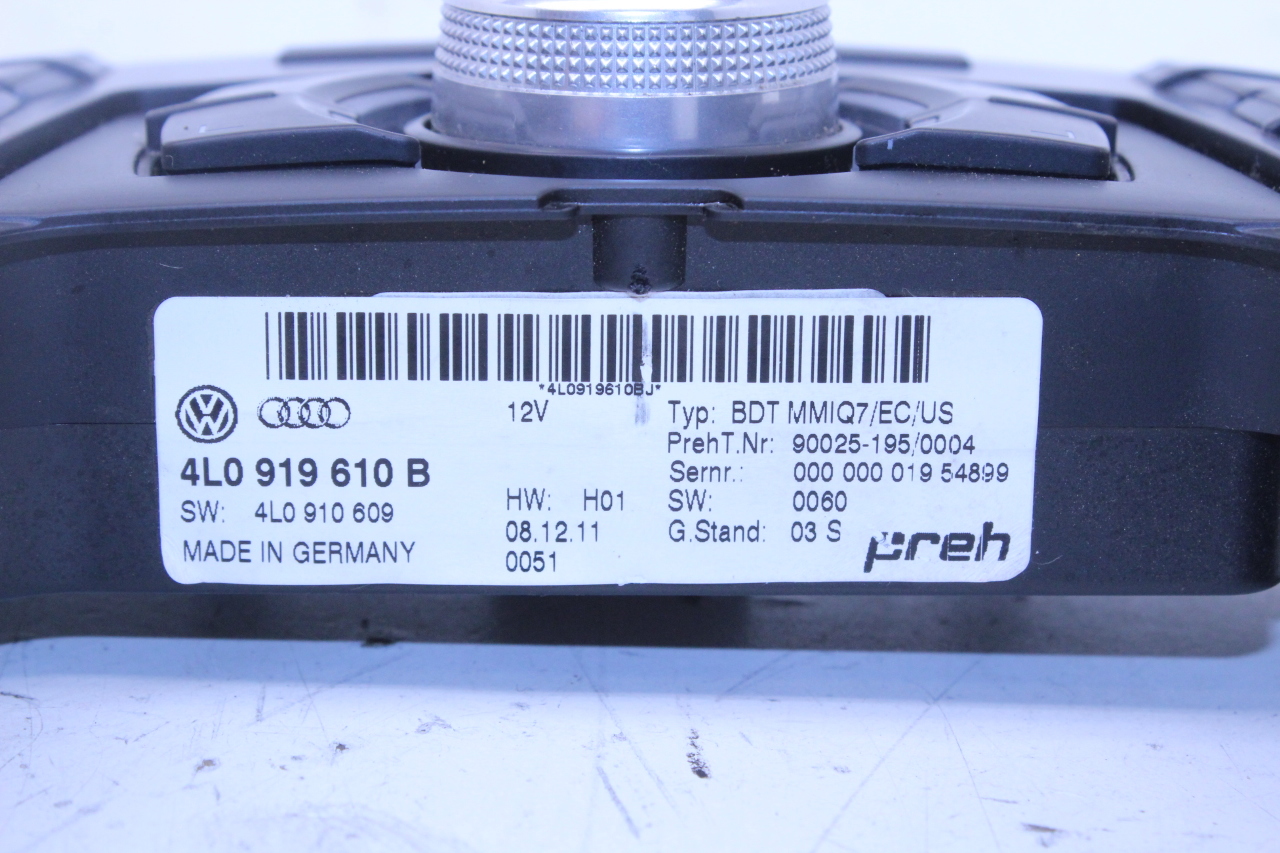 *4L0919610BJ*
12V
Typ: BDT MMIQ7/EC/US
PrehT.Nr: 90025-195/0004
4L0 919 610 B
Sernr.: 000 000 019 54899
SW: 4L0 910 609
HW: H01
SW: 0060
08.12.11
G.Stand: 03 S
MADE IN GERMANY
0051
preh